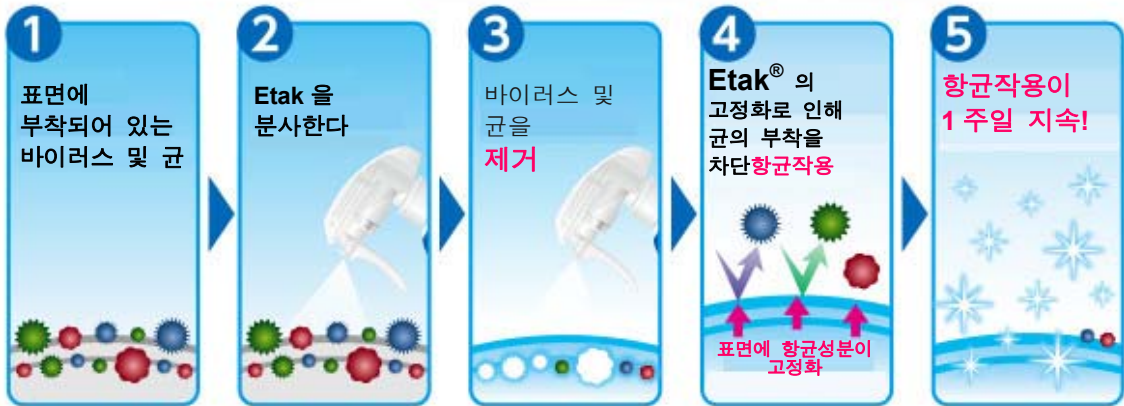 1
표면에
부착되어 있는
바이러스 및 균
2
Etak 을
분사한다
3
바이러스 및
균을
제거
4
Etak® 의
고정화로 인해
균의 부착을
차단항균작용
표면에 항균성분이
고정화
5
항균작용이
1 주일 지속!